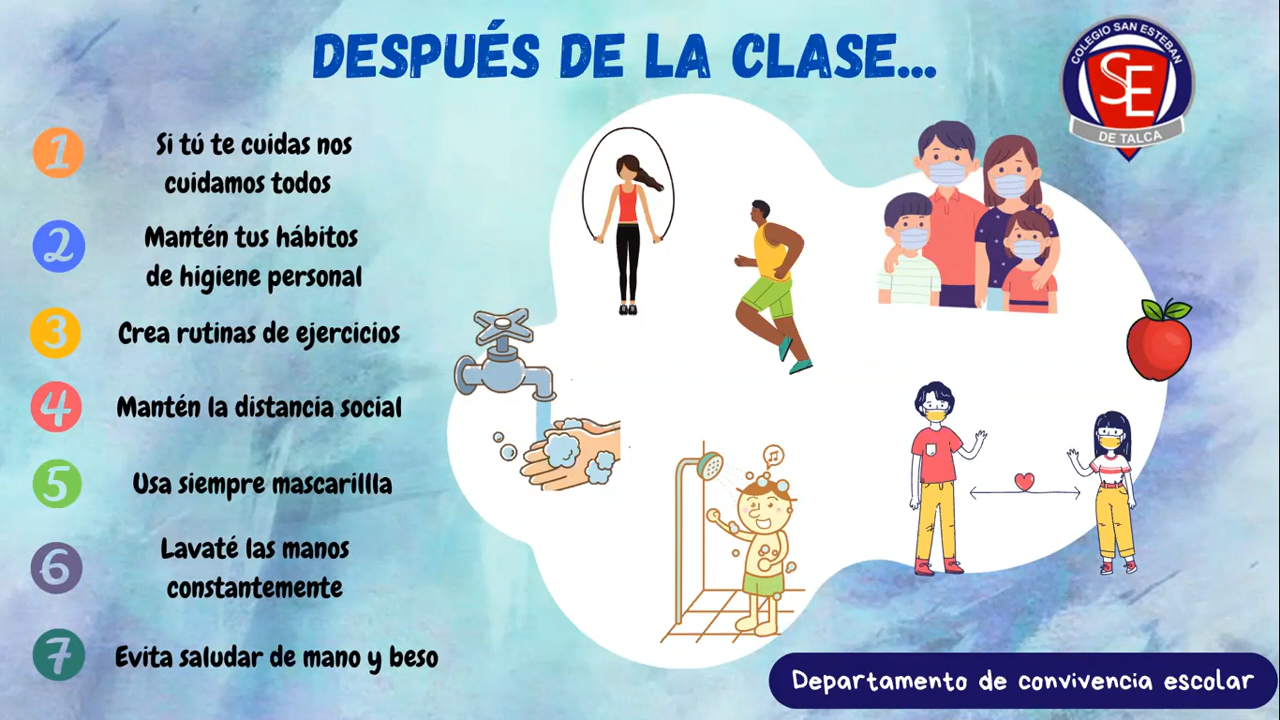 DESPUÉS DE LA CLASE...
COLEGIO SAN ESTEBAN
SE
DE TALCA
1 Si tú te cuidas nos
cuidamos todos
2 Mantén tus hábitos
de higiene personal
3 Crea rutinas de ejercicios
4 Mantén la distancia social
5 Usa siempre mascarillla
6 Lavaté las manos
constantemente
7 Evita saludar de mano y beso
Departamento de convivencia escolar